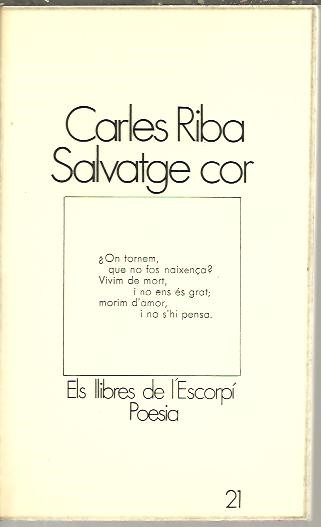 Carles Riba
Salvatge cor
¿On tornem,
que no fos naixença?
Vivim de mort,
i no ens és grat;
morim d'amor,
i no s'hi pensa.
Els llibres de l'Escorpí
Poesia
21